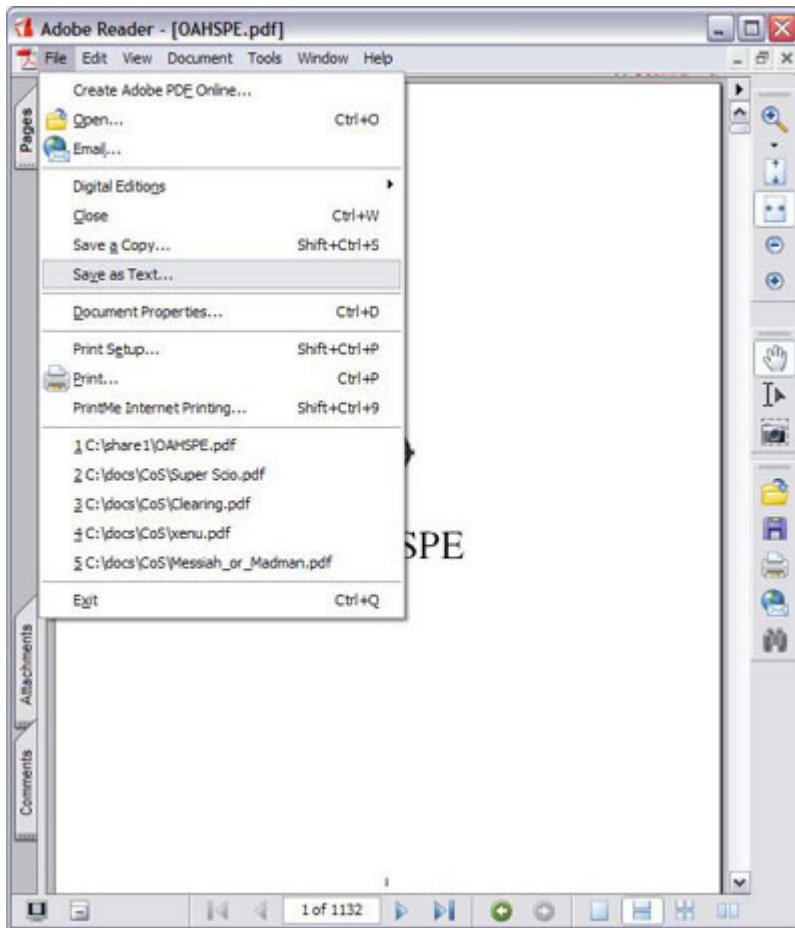 Adobe Reader - [OAHSPE.pdf]
File Edit View Document Tools Window Help
Create Adobe PDF Online...
Open... Ctrl+O
Email...
Digital Editions
Close Ctrl+W
Save a Copy... Shift+Ctrl+S
Save as Text...
Document Properties... Ctrl+D
Print Setup... Shift+Ctrl+P
Print... Ctrl+P
PrintMe Internet Printing... Shift+Ctrl+9
1 C:\share1\OAHSPE.pdf
2 C:\docs\CoS\Super Scio.pdf
3 C:\docs\CoS\Clearing.pdf
4 C:\docs\CoS\xenu.pdf
5 C:\docs\CoS\Messiah_or_Madman.pdf
Exit Ctrl+Q
Pages
Attachments
Comments
SPE
1
1 of 1132